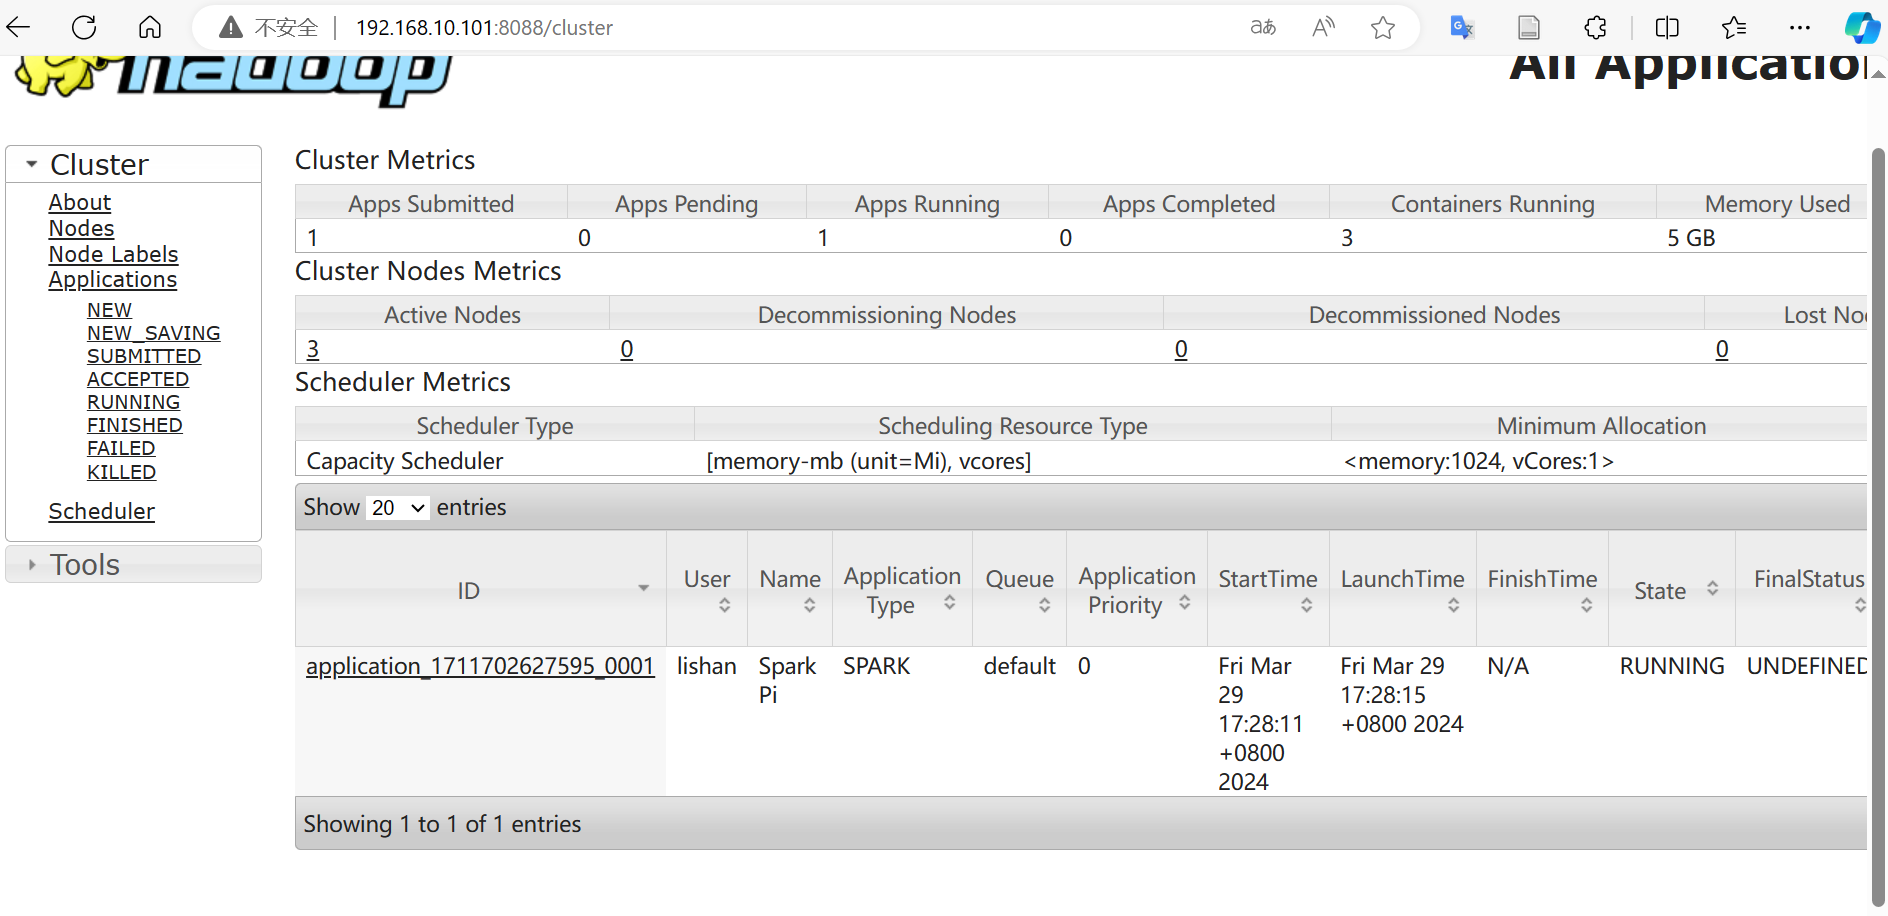 不安全 192.168.10.101:8088/cluster
hadoop
All Application
Cluster
About
Nodes
Node Labels
Applications
NEW
NEW_SAVING
SUBMITTED
ACCEPTED
RUNNING
FINISHED
FAILED
KILLED
Scheduler
Tools
Cluster Metrics
Apps Submitted Apps Pending Apps Running Apps Completed Containers Running Memory Used
1 0 1 0 3 5 GB
Cluster Nodes Metrics
Active Nodes Decommissioning Nodes Decommissioned Nodes Lost
3 0 0 0
Scheduler Metrics
Scheduler Type Scheduling Resource Type Minimum Allocation
Capacity Scheduler [memory-mb (unit=Mi), vcores] <memory:1024, vCores:1>
Show 20 entries
ID User Name Application Type Queue Application Priority StartTime LaunchTime FinishTime State FinalStatus
application_1711702627595_0001 lishan Spark Pi SPARK default 0 Fri Mar 29 17:28:11 +0800 2024 Fri Mar 29 17:28:15 +0800 2024 N/A RUNNING UNDEFINED
Showing 1 to 1 of 1 entries